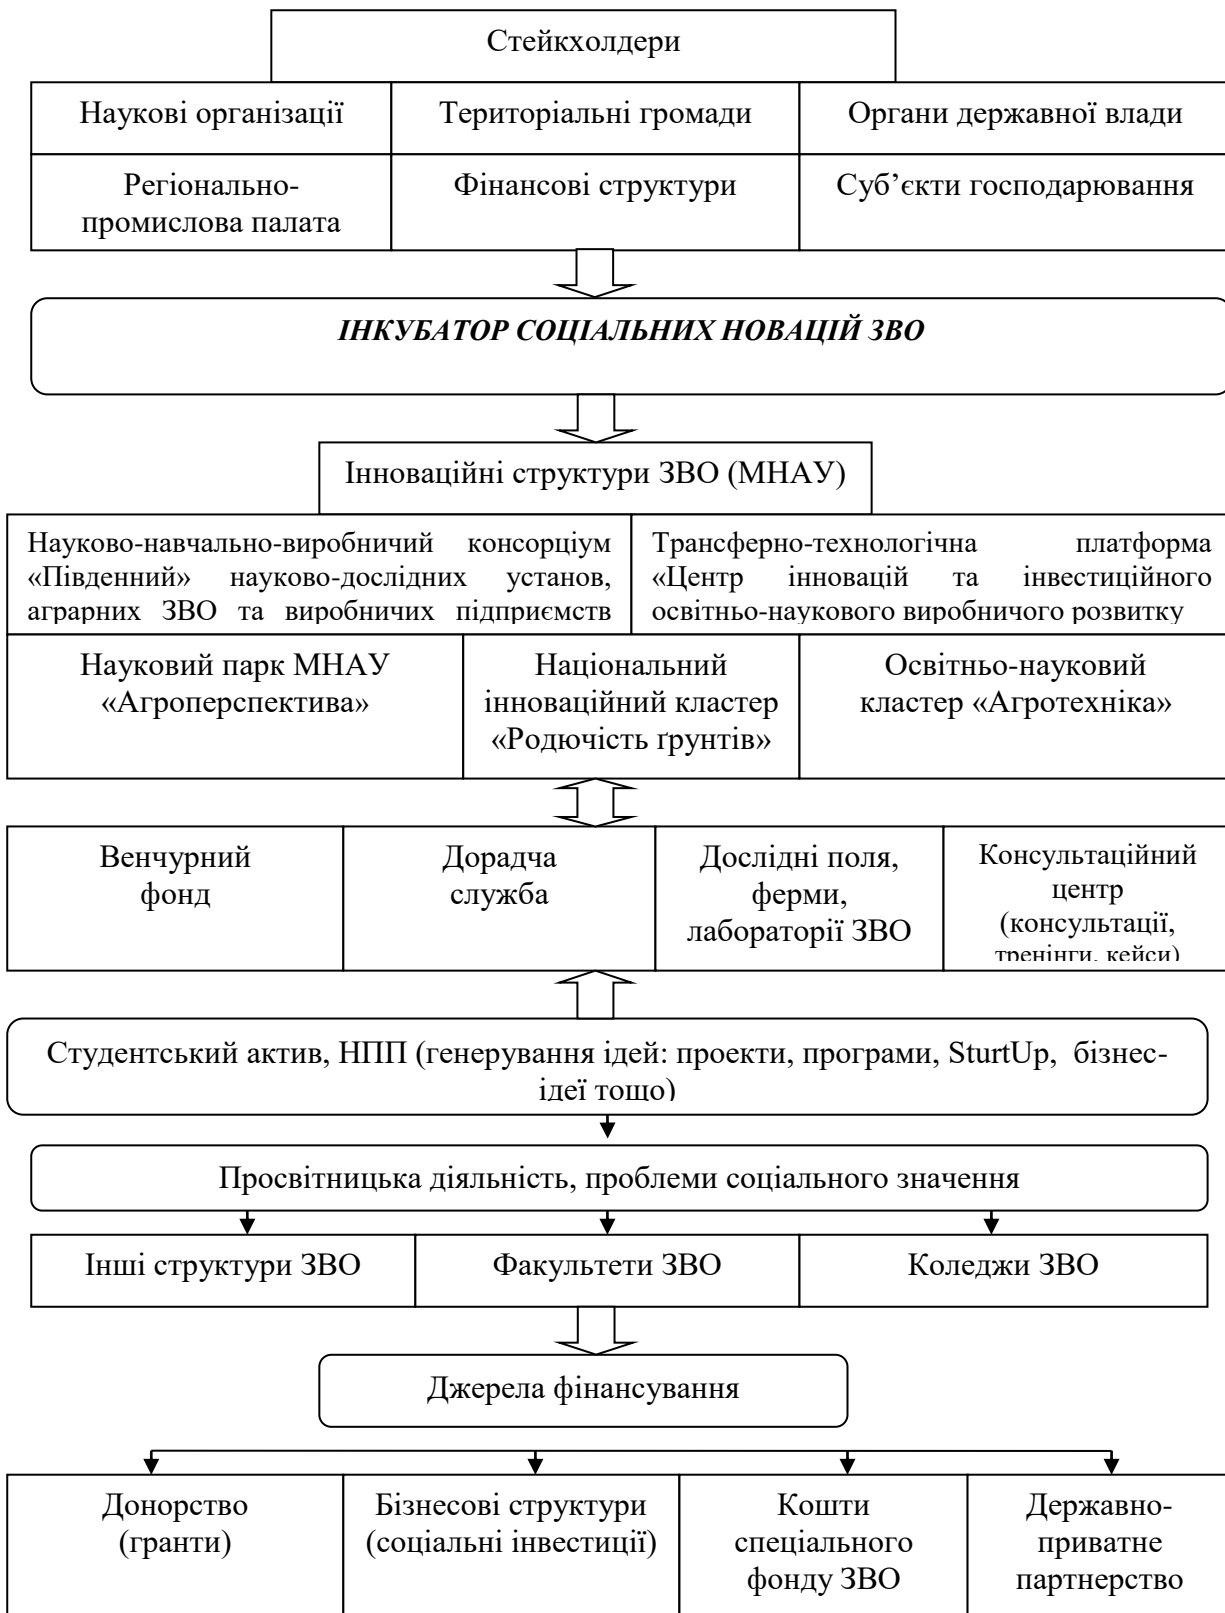 Стейкхолдери
Наукові організації
Територіальні громади
Органи державної влади
Регіонально-
промислова палата
Фінансові структури
Суб’єкти господарювання
ІНКУБАТОР СОЦІАЛЬНИХ НОВАЦІЙ ЗВО
Інноваційні структури ЗВО (МНАУ)
Науково-навчально-виробничий консорціум
«Південний» науково-дослідних установ,
аграрних ЗВО та виробничих підприємств
Трансферно-технологічна платформа
«Центр інновацій та інвестиційного
освітньо-наукового виробничого розвитку
Науковий парк МНАУ
«Агроперспектива»
Національний
інноваційний кластер
«Родючість ґрунтів»
Освітньо-науковий
кластер «Агротехніка»
Венчурний
фонд
Дорадча
служба
Дослідні поля,
ферми,
лабораторії ЗВО
Консультаційний
центр
(консультації,
тренінги, кейси)
Студентський актив, НПП (генерування ідей: проекти, програми, SturtUp, бізнес-
ідеї тощо)
Просвітницька діяльність, проблеми соціального значення
Інші структури ЗВО
Факультети ЗВО
Коледжи ЗВО
Джерела фінансування
Донорство
(гранти)
Бізнесові структури
(соціальні інвестиції)
Кошти
спеціального
фонду ЗВО
Державно-
приватне
партнерство